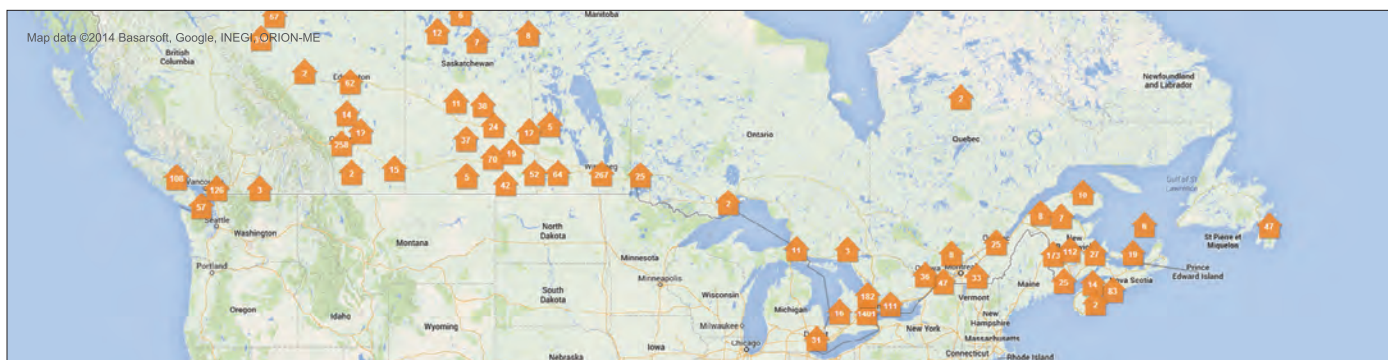 67
6
Manitoba
12
8
Map data ©2014 Basarsoft, Google, INEGI, ORION-ME
7
British
Columbia
Saskatchewan
2
Newfoundland
and Labrador
62
2
11
38
14
24
5
17
17
Ontario
Quebec
258
37
19
70
15
2
5
52
64
267
25
108
42
126
3
Gulf of St
Lawrence
10
57
2
8
7
Seattle
Washington
North
Dakota
6
47
St Pierre et
Miquelon
Montana
Minnesota
11
3
8
25
New
173
112
27
19
Portland
Prince
Edward Island
Minneapolis
38
47
33
Maine
25
14
83
Nova Scotia
South
Dakota
Wisconsin
182
Vermont
2
Oregon
Idaho
Michigan
16
1401
111
New
Hampshire
Wyoming
Milwaukee
New York
Massachusetts
31
Iowa
Chicago
Connecticut
Rhode Island
Nebraska